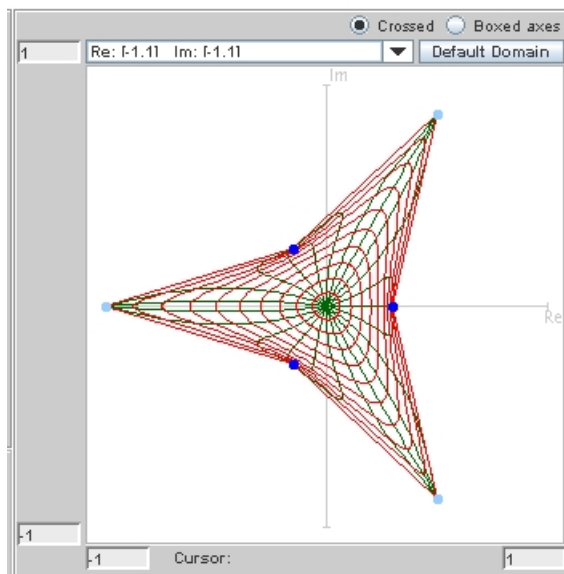 Crossed Boxed axes
1 Re: [-1.1] Im: [-1.1] Default Domain
Im
Re
-1
-1 Cursor: 1